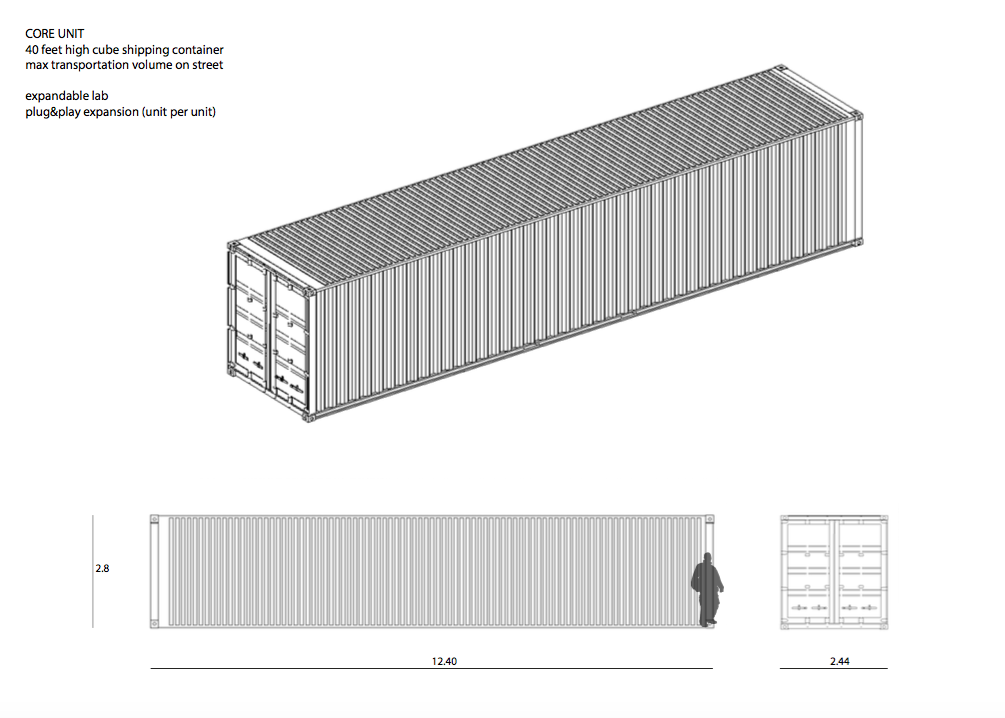 CORE UNIT
40 feet high cube shipping container
max transportation volume on street
expandable lab
plug&play expansion (unit per unit)
2.8
12.40
2.44